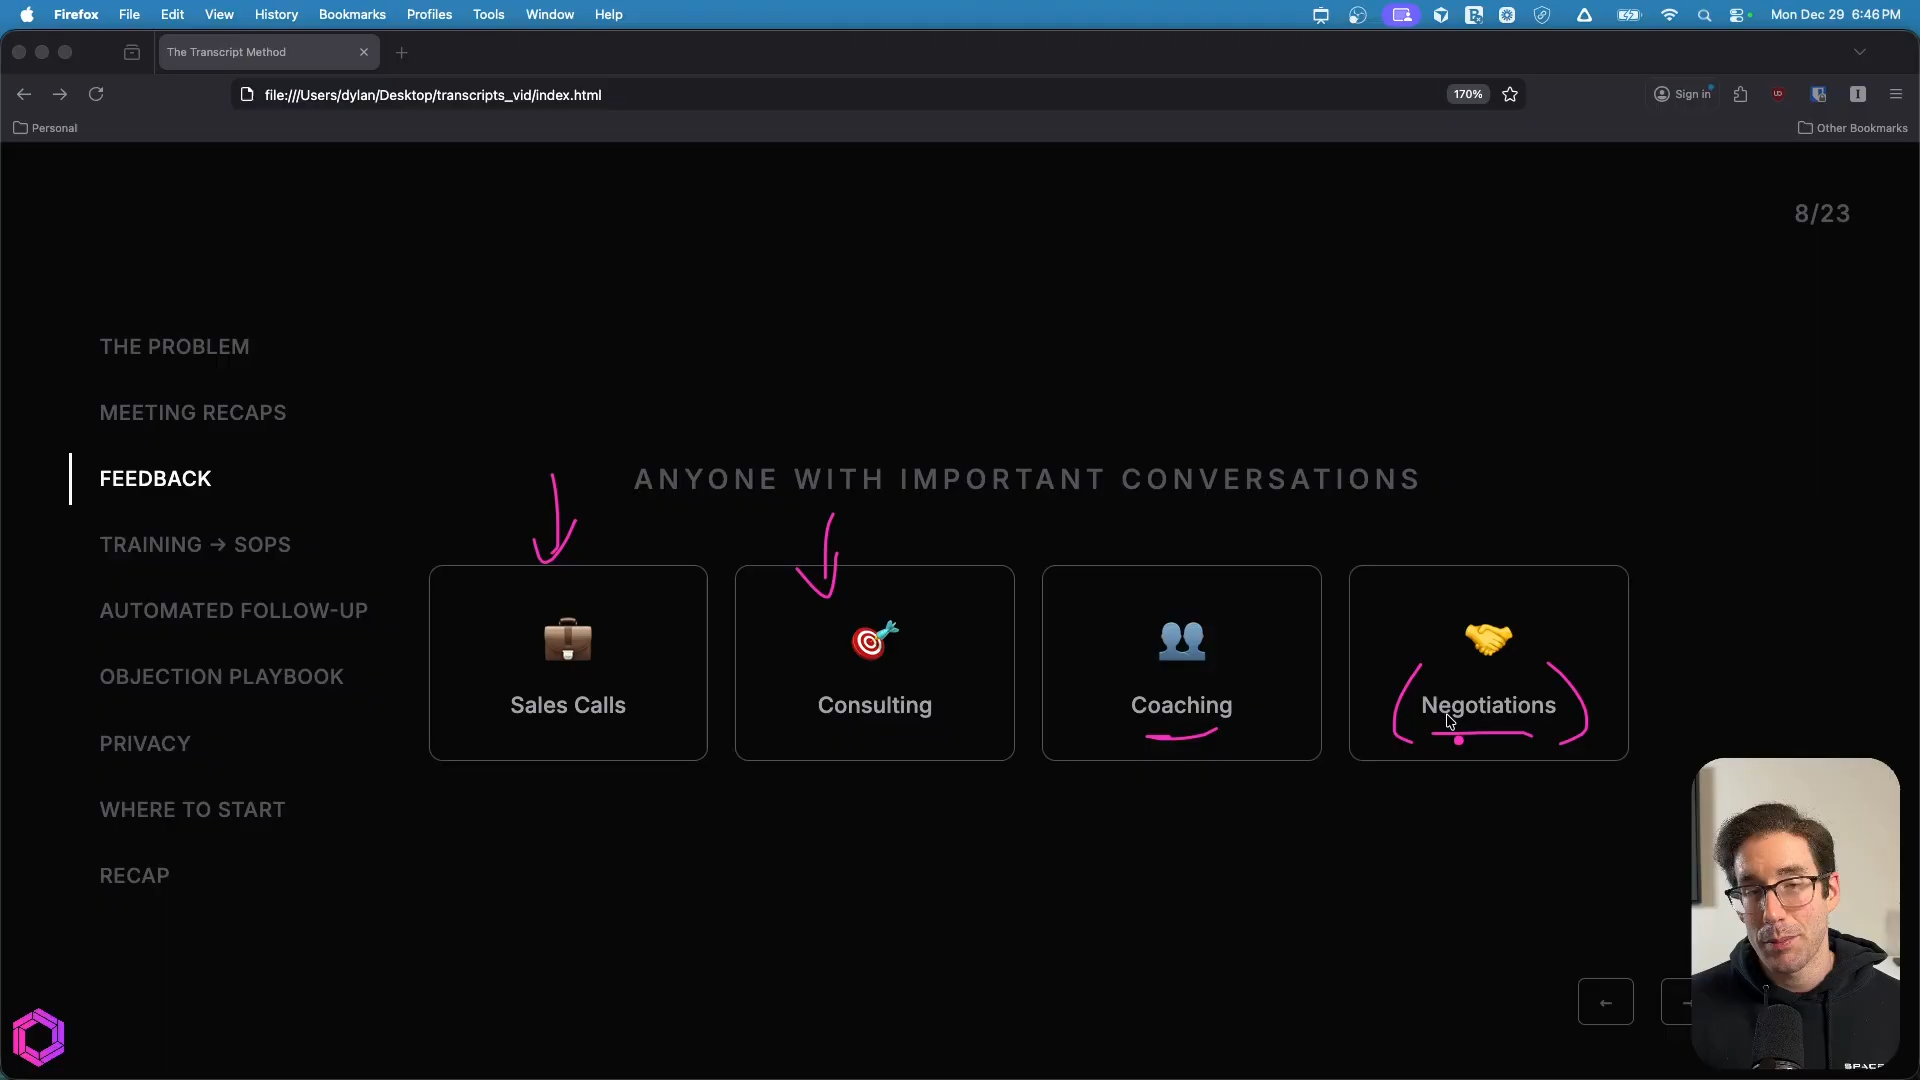 Firefox File Edit View History Bookmarks Profiles Tools Window Help Mon Dec 29 6:46 PM
The Transcript Method
file:///Users/dylan/Desktop/transcripts_vid/index.html 170% Sign in
Personal Other Bookmarks
8/23
THE PROBLEM
MEETING RECAPS
FEEDBACK
TRAINING → SOPS
AUTOMATED FOLLOW-UP
OBJECTION PLAYBOOK
PRIVACY
WHERE TO START
RECAP
ANYONE WITH IMPORTANT CONVERSATIONS
Sales Calls
Consulting
Coaching
Negotiations